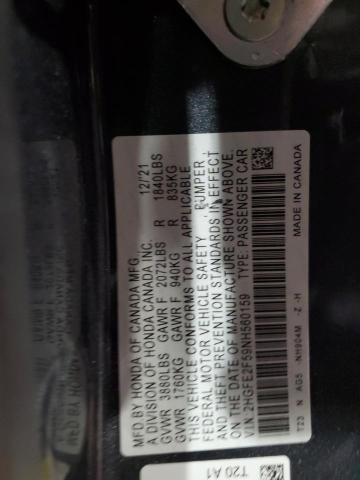 MFD BY HONDA OF CANADA MFG. 12/21
A DIVISION OF HONDA CANADA INC.
GVWR 3880LBS GAWR F 2072LBS R 1840LBS
GVWR 1760KG GAWR F 940KG R 835KG
THIS VEHICLE CONFORMS TO ALL APPLICABLE
FEDERAL MOTOR VEHICLE SAFETY, BUMPER
AND THEFT PREVENTION STANDARDS IN EFFECT
ON THE DATE OF MANUFACTURE SHOWN ABOVE.
V.I.N. 2HGFE2F59NH560159 TYPE: PASSENGER CAR
T23 N AG5 NH904M -Z -H MADE IN CANADA
T20 A1